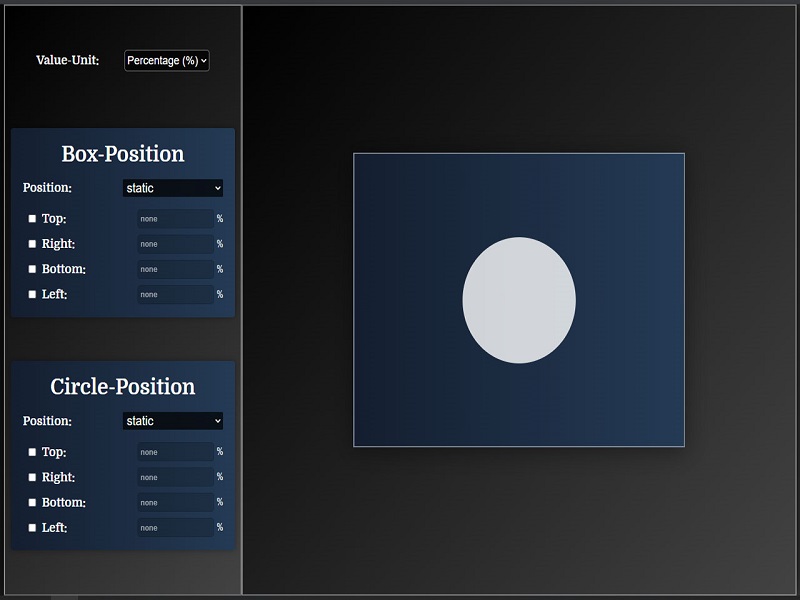 Value-Unit: Percentage (%)
Box-Position
Position: static
Top: none %
Right: none %
Bottom: none %
Left: none %
Circle-Position
Position: static
Top: none %
Right: none %
Bottom: none %
Left: none %